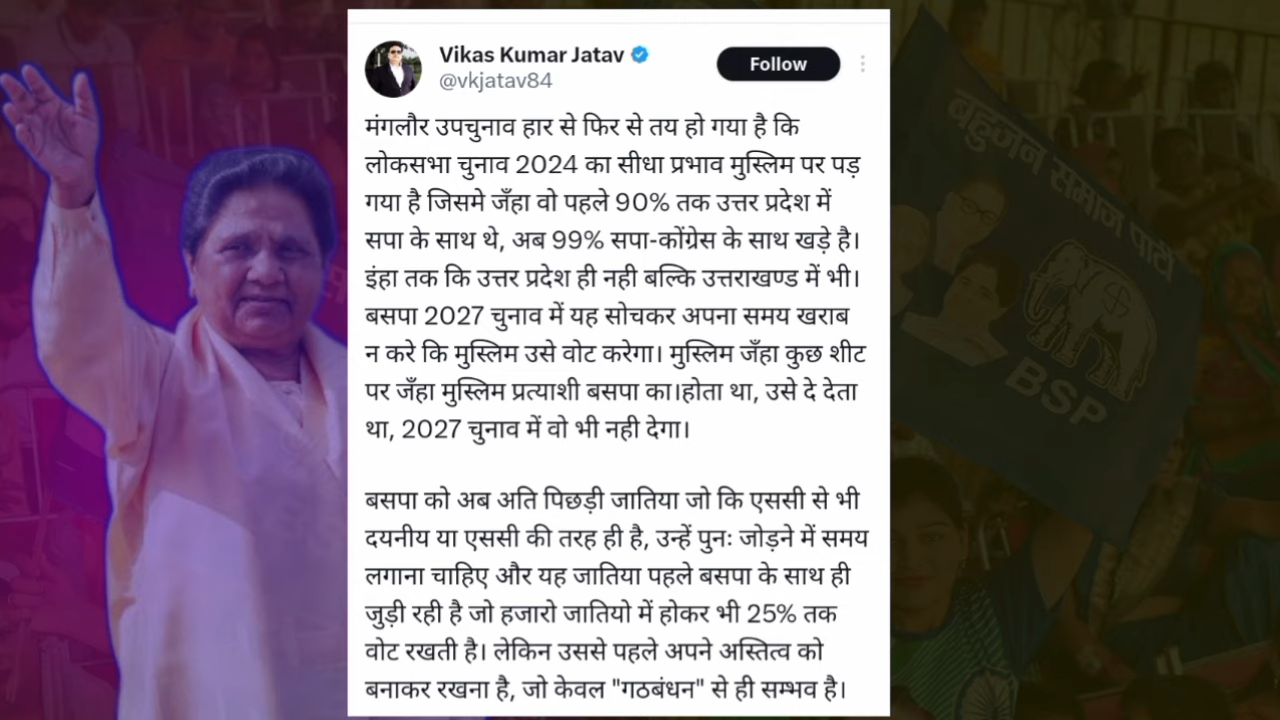 Vikas Kumar Jatav
Follow
@vkjatav84
मंगलौर उपचुनाव हार से फिर से तय हो गया है कि
लोकसभा चुनाव 2024 का सीधा प्रभाव मुस्लिम पर पड़
गया है जिसमे जँहा वो पहले 90% तक उत्तर प्रदेश में
सपा के साथ थे, अब 99% सपा-कोंग्रेस के साथ खड़े है।
इंहा तक कि उत्तर प्रदेश ही नही बल्कि उत्तराखण्ड में भी।
बसपा 2027 चुनाव में यह सोचकर अपना समय खराब
न करे कि मुस्लिम उसे वोट करेगा। मुस्लिम जँहा कुछ शीट
पर जँहा मुस्लिम प्रत्याशी बसपा का।होता था, उसे दे देता
था, 2027 चुनाव में वो भी नही देगा।
बसपा को अब अति पिछड़ी जातिया जो कि एससी से भी
दयनीय या एससी की तरह ही है, उन्हें पुनः जोड़ने में समय
लगाना चाहिए और यह जातिया पहले बसपा के साथ ही
जुड़ी रही है जो हजारो जातियो में होकर भी 25% तक
वोट रखती है। लेकिन उससे पहले अपने अस्तित्व को
बनाकर रखना है, जो केवल "गठबंधन" से ही सम्भव है।
बहुजन समाज पार्टी
BSP